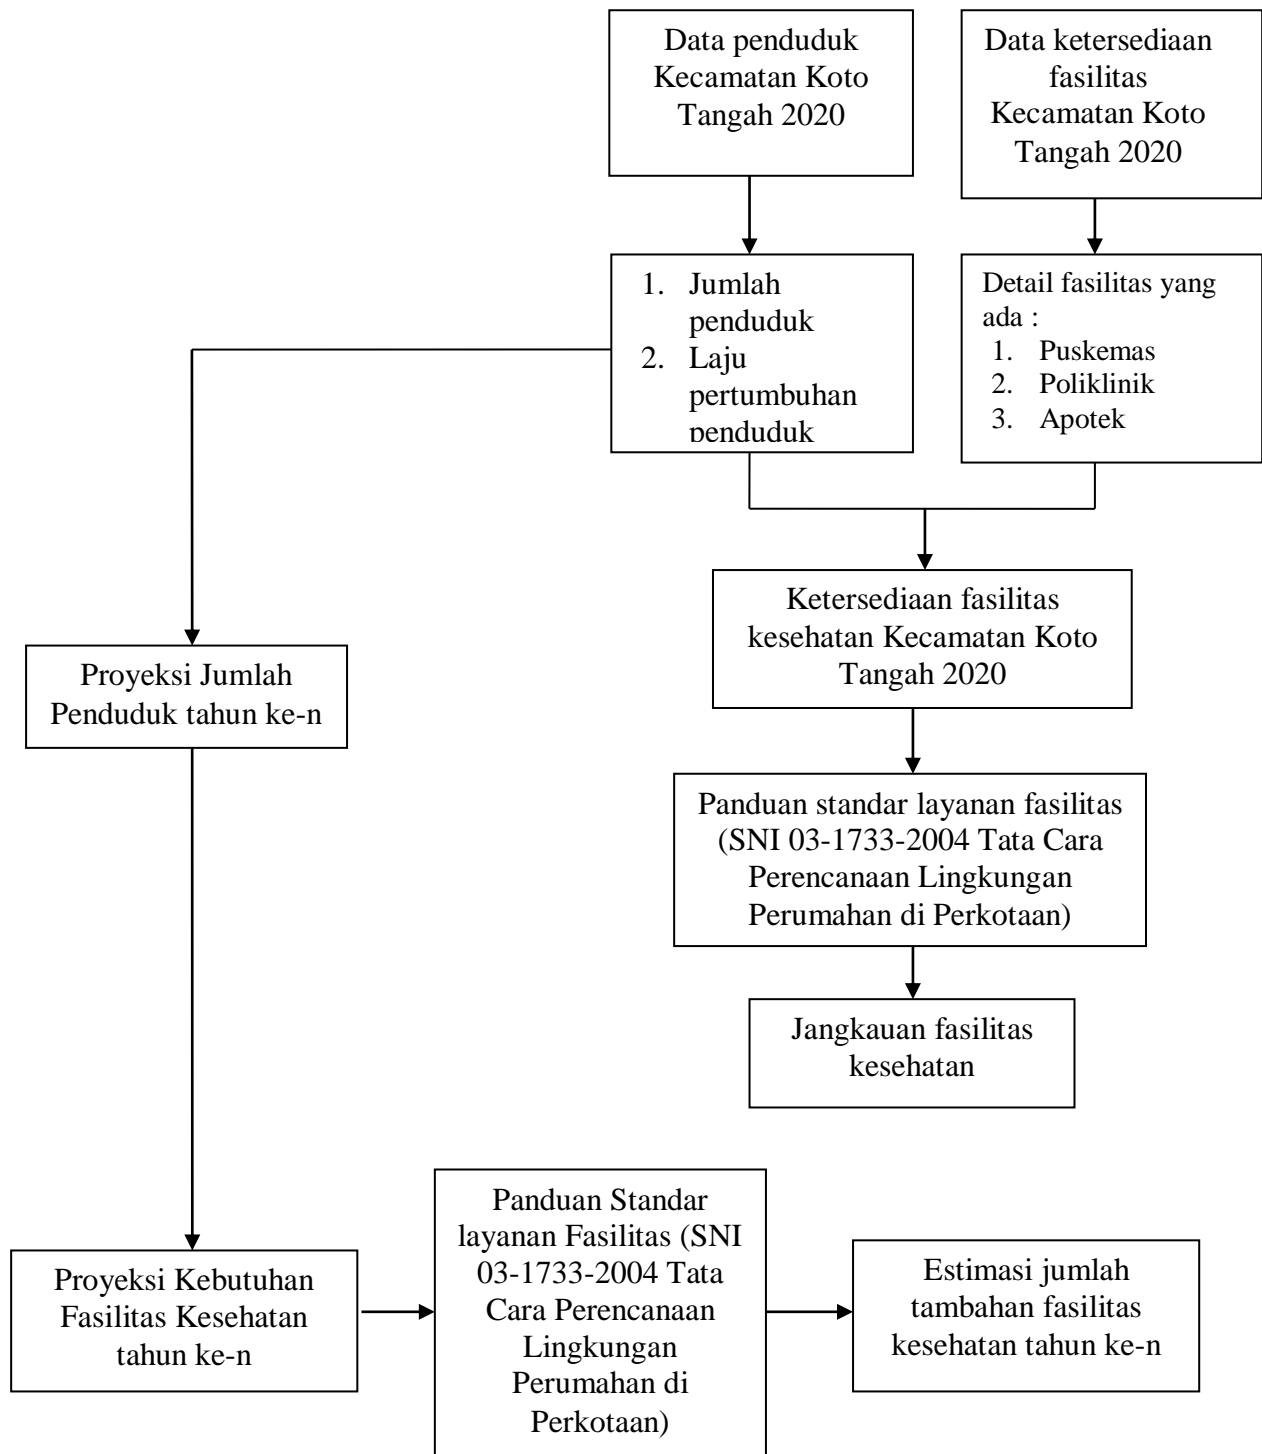 Data penduduk
Kecamatan Koto
Tangah 2020
Data ketersediaan
fasilitas
Kecamatan Koto
Tangah 2020
1. Jumlah
penduduk
2. Laju
pertumbuhan
penduduk
Detail fasilitas yang
ada :
1. Puskemas
2. Poliklinik
3. Apotek
Ketersediaan fasilitas
kesehatan Kecamatan Koto
Tangah 2020
Proyeksi Jumlah
Penduduk tahun ke-n
Panduan standar layanan fasilitas
(SNI 03-1733-2004 Tata Cara
Perencanaan Lingkungan
Perumahan di Perkotaan)
Jangkauan fasilitas
kesehatan
Proyeksi Kebutuhan
Fasilitas Kesehatan
tahun ke-n
Panduan Standar
layanan Fasilitas (SNI
03-1733-2004 Tata
Cara Perencanaan
Lingkungan
Perumahan di
Perkotaan)
Estimasi jumlah
tambahan fasilitas
kesehatan tahun ke-n